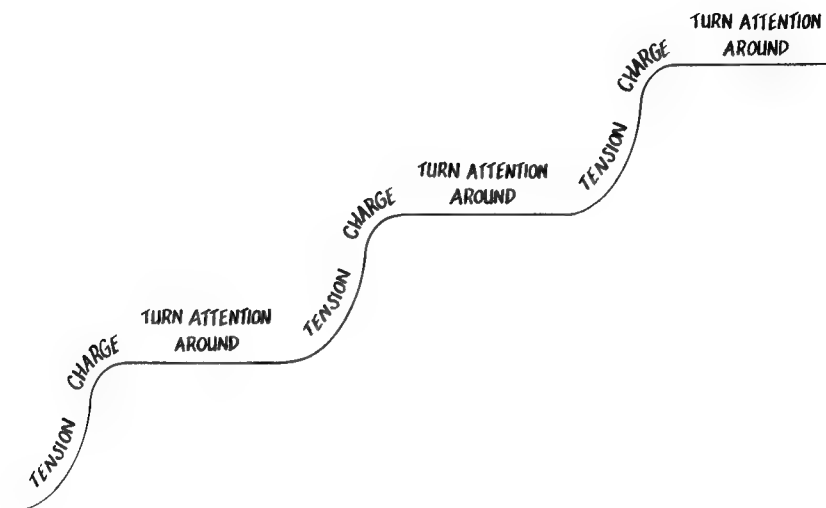 TURN ATTENTION
AROUND
CHARGE
TENSION
TURN ATTENTION
AROUND
CHARGE
TENSION
TURN ATTENTION
AROUND
CHARGE
TENSION